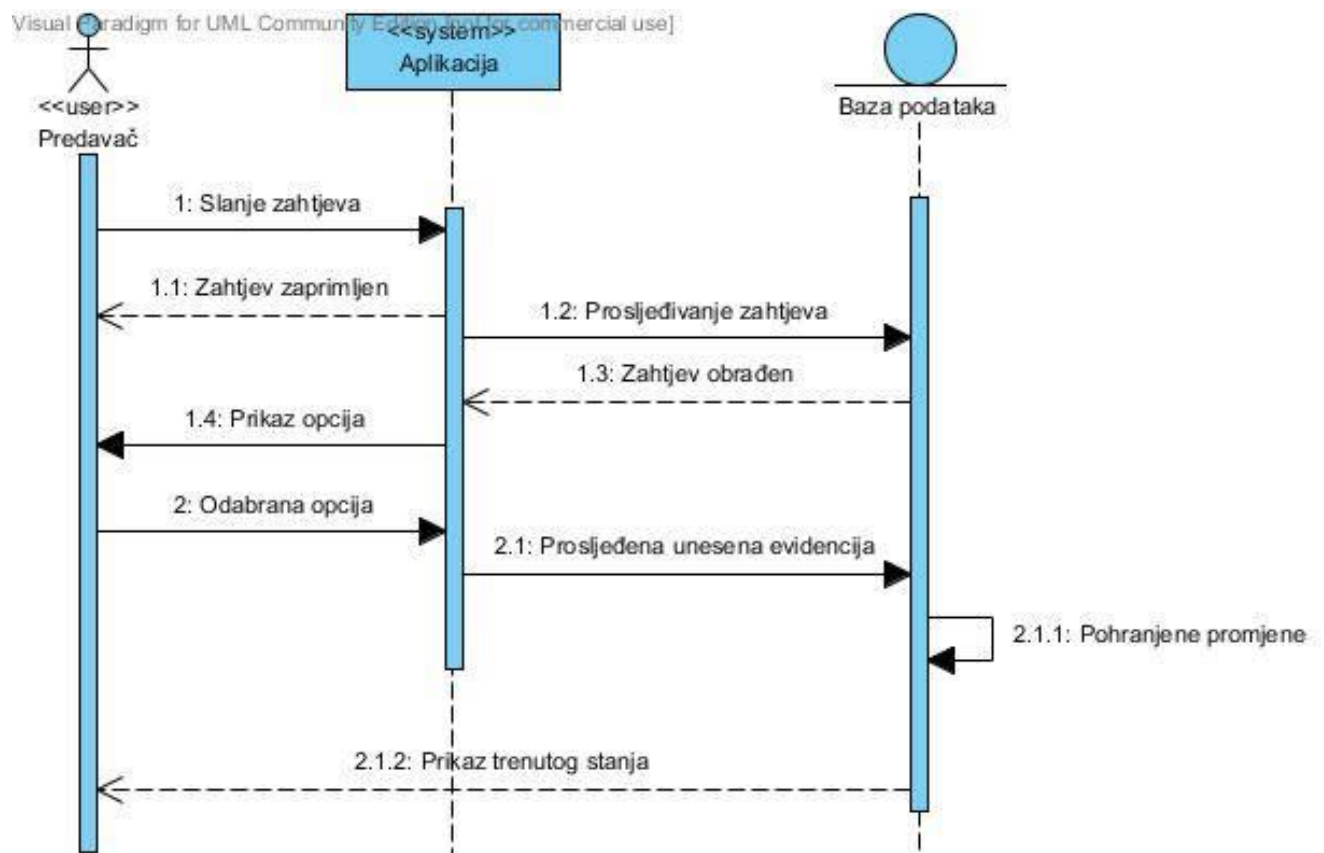 Visual Paradigm for UML Community Edition [not for commercial use]
<<system>>
Aplikacija
<<user>>
Predavač
Baza podataka
1: Slanje zahtjeva
1.1: Zahtjev zaprimljen
1.2: Prosljeđivanje zahtjeva
1.3: Zahtjev obrađen
1.4: Prikaz opcija
2: Odabrana opcija
2.1: Prosljeđena unesena evidencija
2.1.1: Pohranjene promjene
2.1.2: Prikaz trenutog stanja